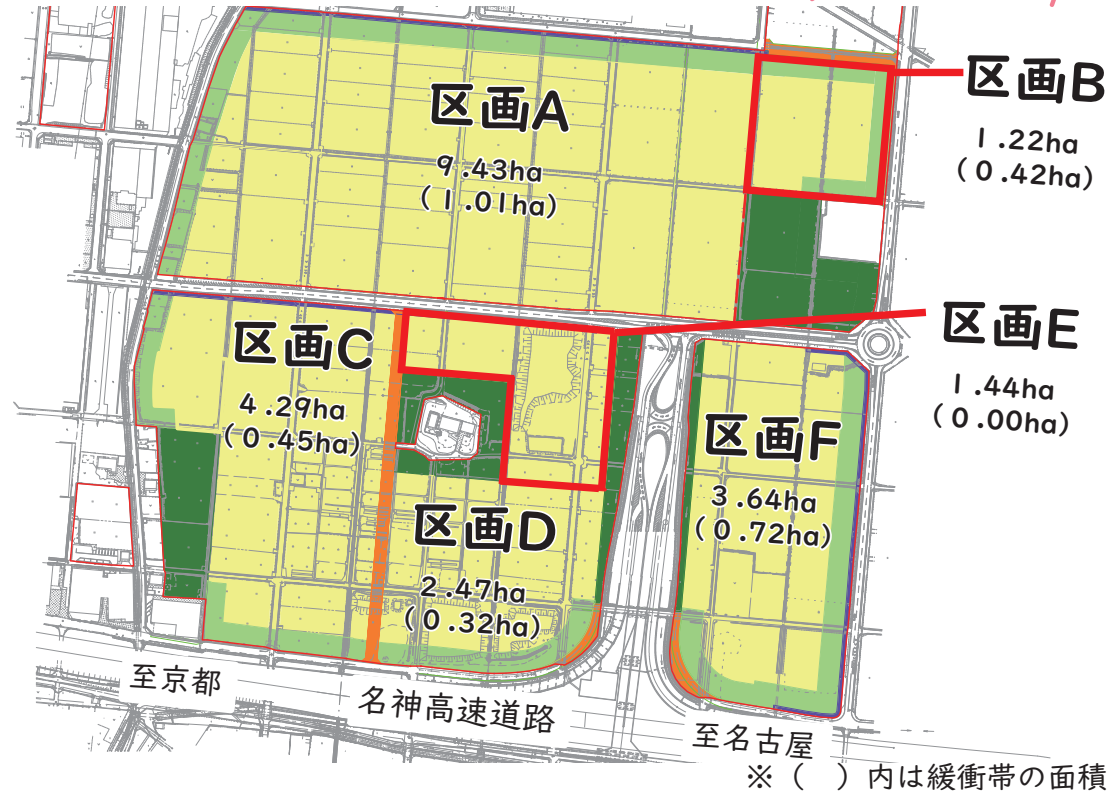 区画A
9.43ha
(1.01ha)
区画B
1.22ha
(0.42ha)
区画C
4.29ha
(0.45ha)
区画E
1.44ha
(0.00ha)
区画F
3.64ha
(0.72ha)
区画D
2.47ha
(0.32ha)
至京都
名神高速道路
至名古屋
※（　）内は緩衝帯の面積